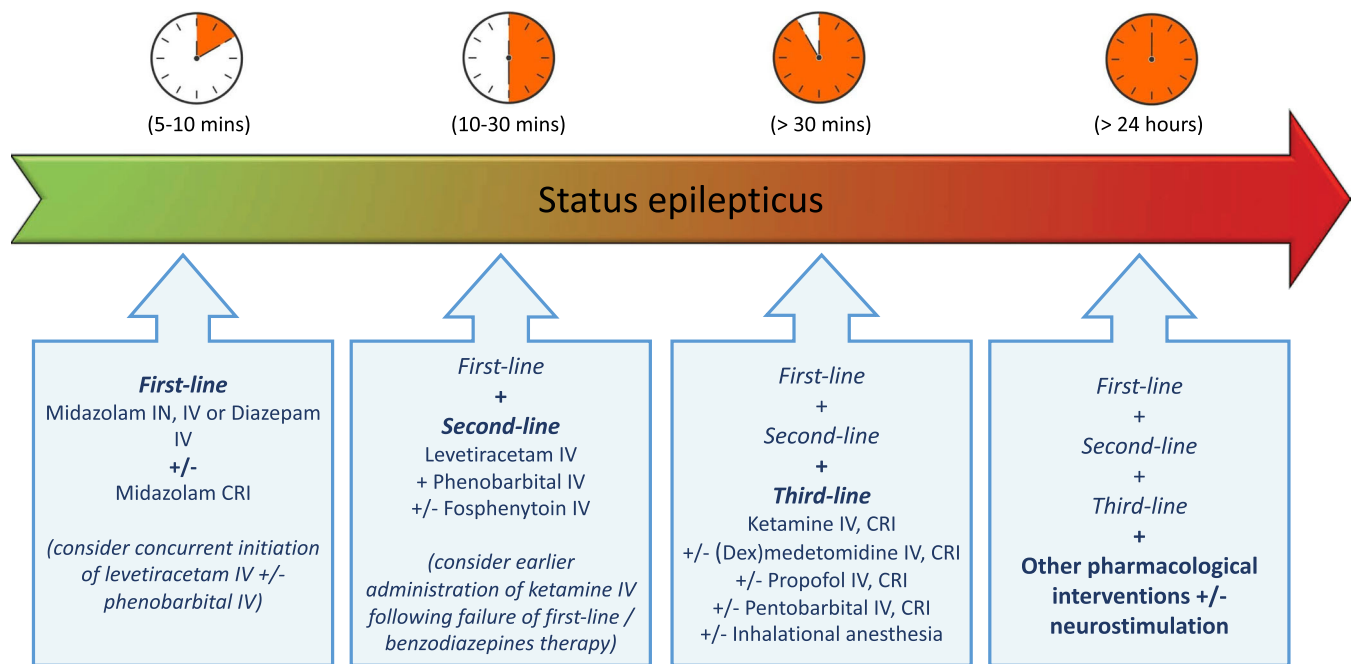 (5-10 mins)
(10-30 mins)
(> 30 mins)
(> 24 hours)
Status epilepticus
First-line
Midazolam IN, IV or Diazepam
IV
+/-
Midazolam CRI
(consider concurrent initiation
of levetiracetam IV +/-
phenobarbital IV)
First-line
+
Second-line
Levetiracetam IV
+ Phenobarbital IV
+/- Fosphenytoin IV
(consider earlier
administration of ketamine IV
following failure of first-line /
benzodiazepines therapy)
First-line
+
Second-line
+
Third-line
Ketamine IV, CRI
+/- (Dex)medetomidine IV, CRI
+/- Propofol IV, CRI
+/- Pentobarbital IV, CRI
+/- Inhalational anesthesia
First-line
+
Second-line
+
Third-line
+
Other pharmacological
interventions +/-
neurostimulation